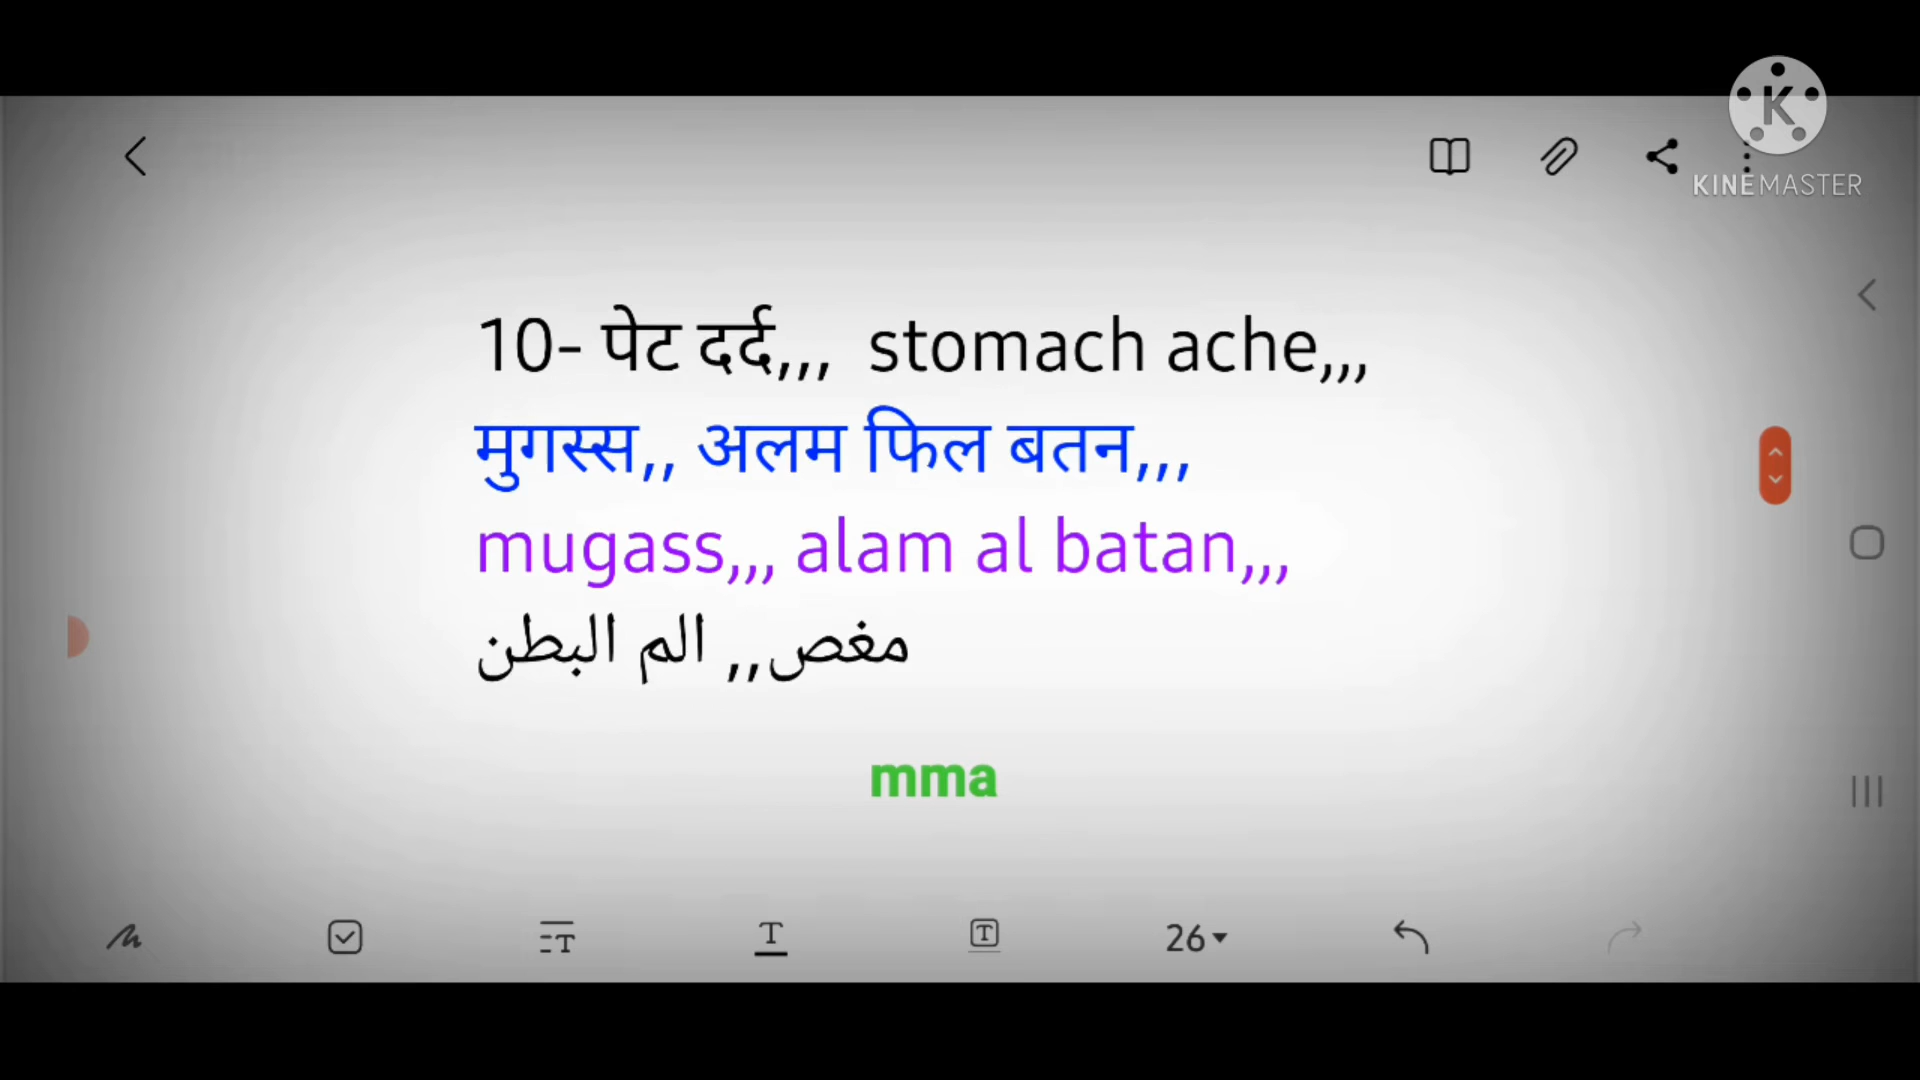 KINEMASTER
10- पेट दर्द,,, stomach ache,,,
मुगस्स,, अलम फिल बतन,,,
mugass,,, alam al batan,,,
مغص,, الم البطن
mma
26